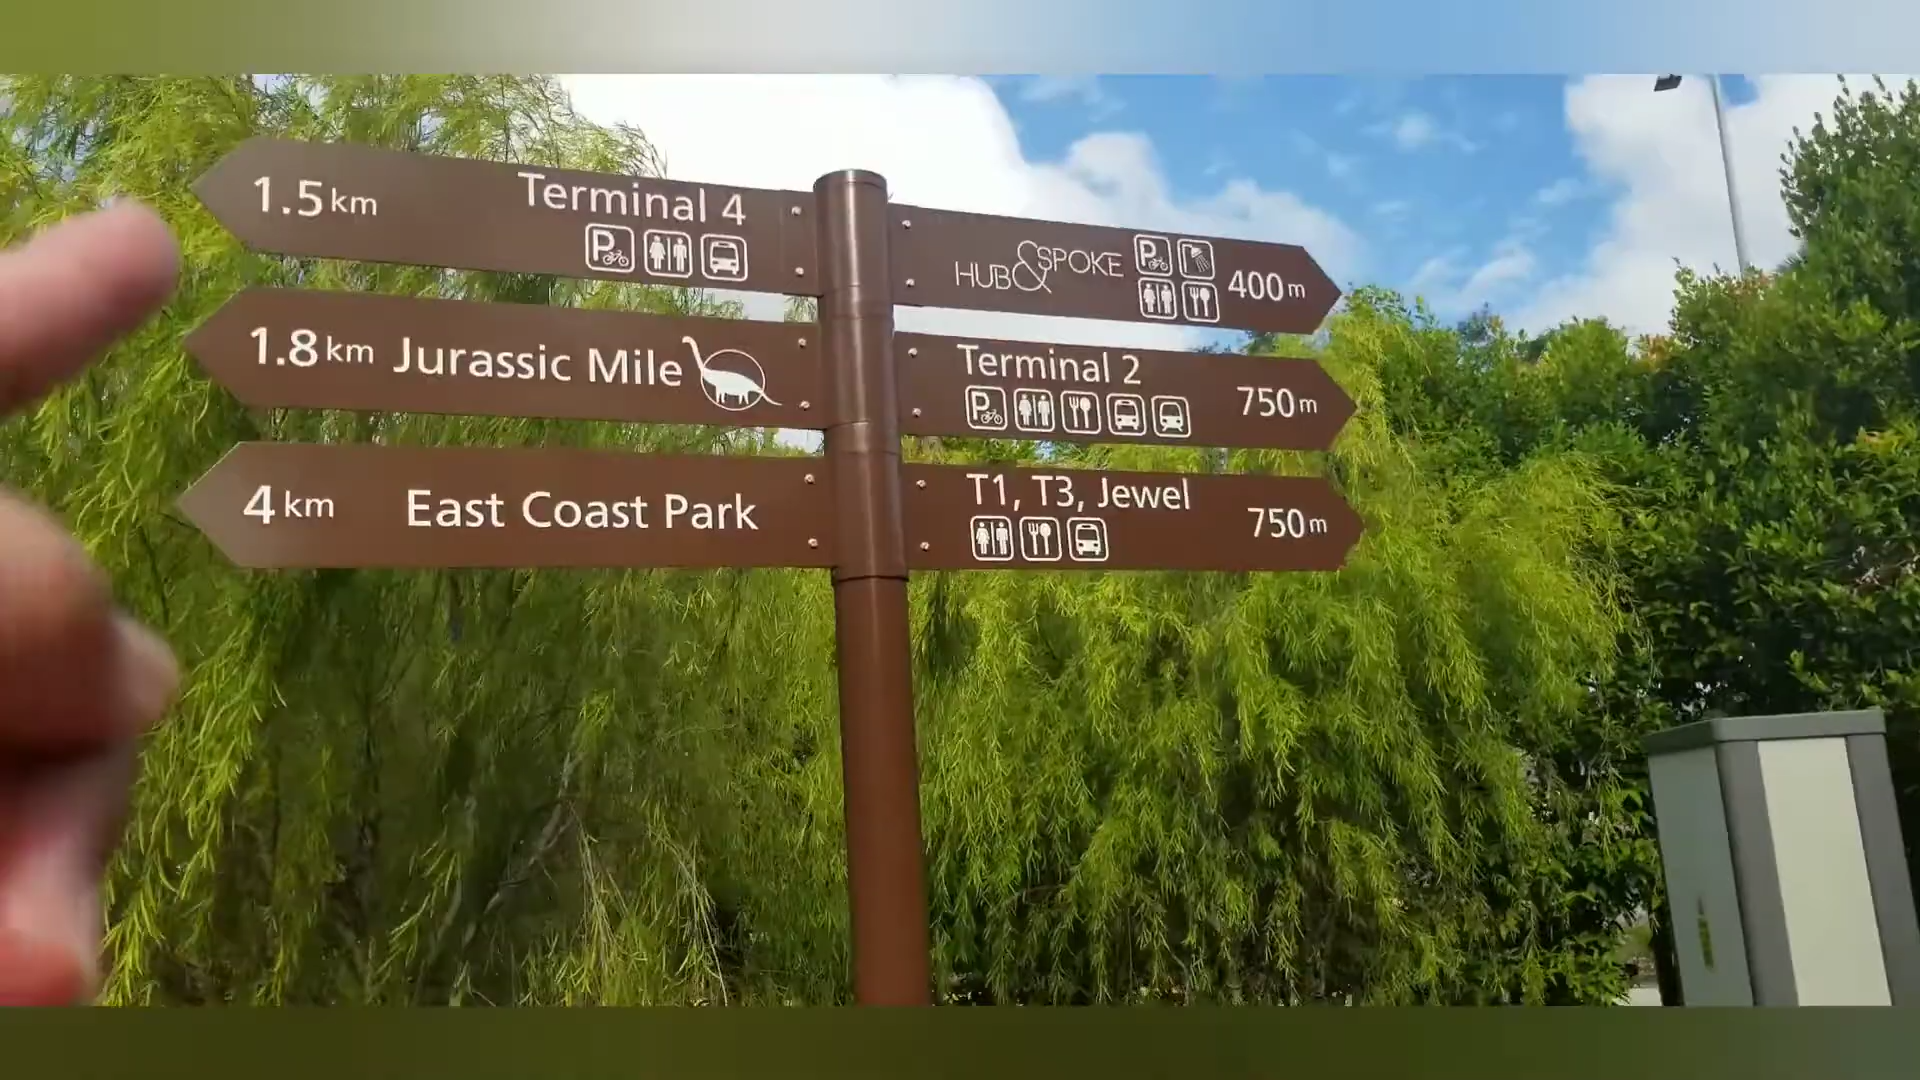 1.5 km Terminal 4
P
1.8 km Jurassic Mile
4 km East Coast Park
HUB & SPOKE P 400 m
Terminal 2
P
750 m
T1, T3, Jewel
750 m